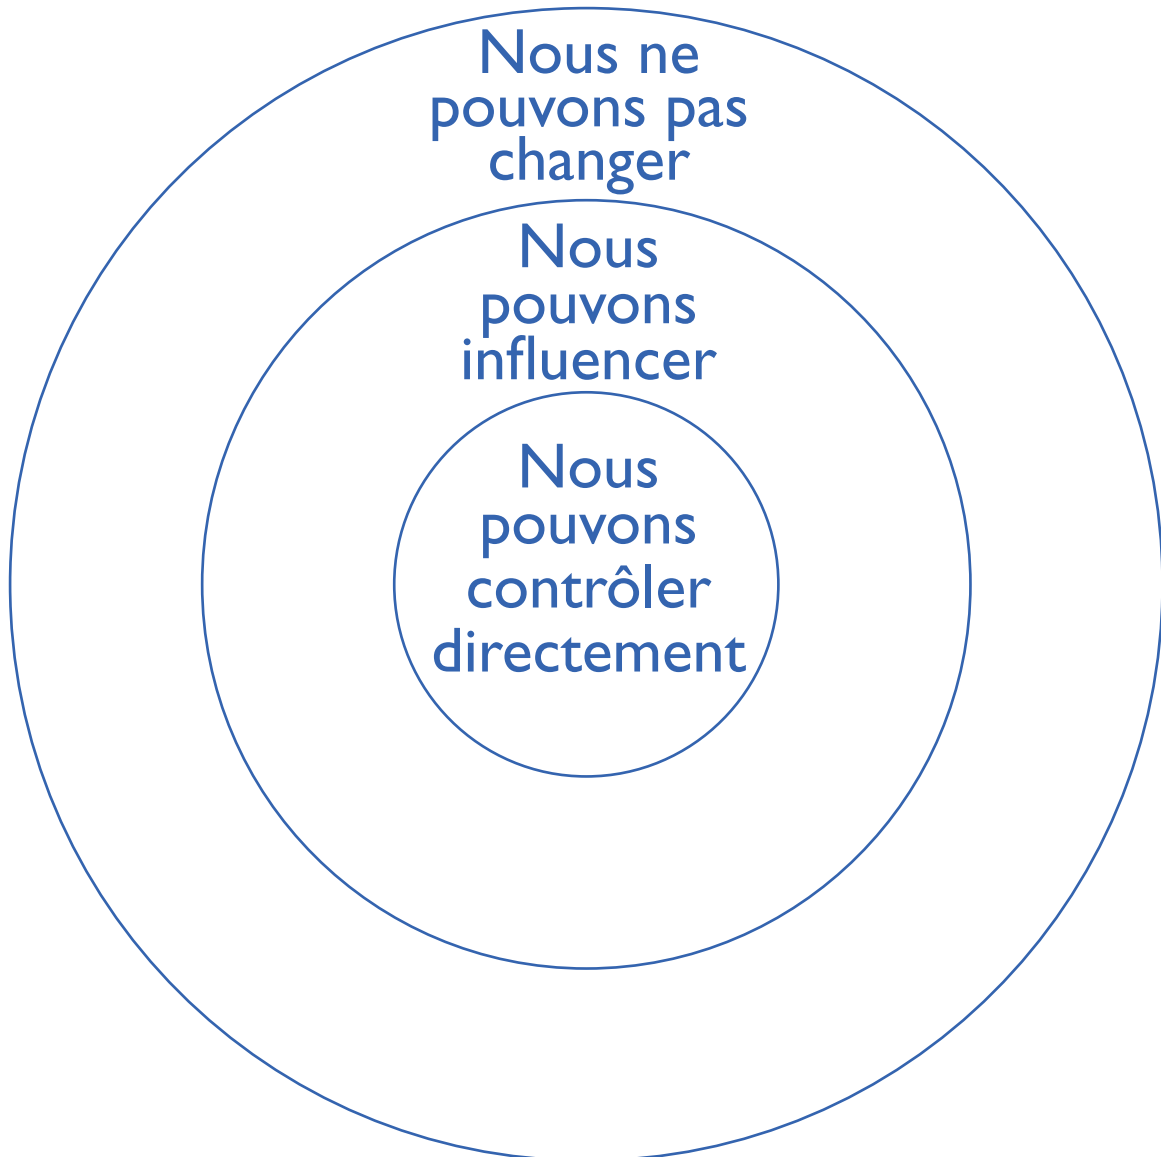 Nous ne
pouvons pas
changer
Nous
pouvons
influencer
Nous
pouvons
contrôler
directement